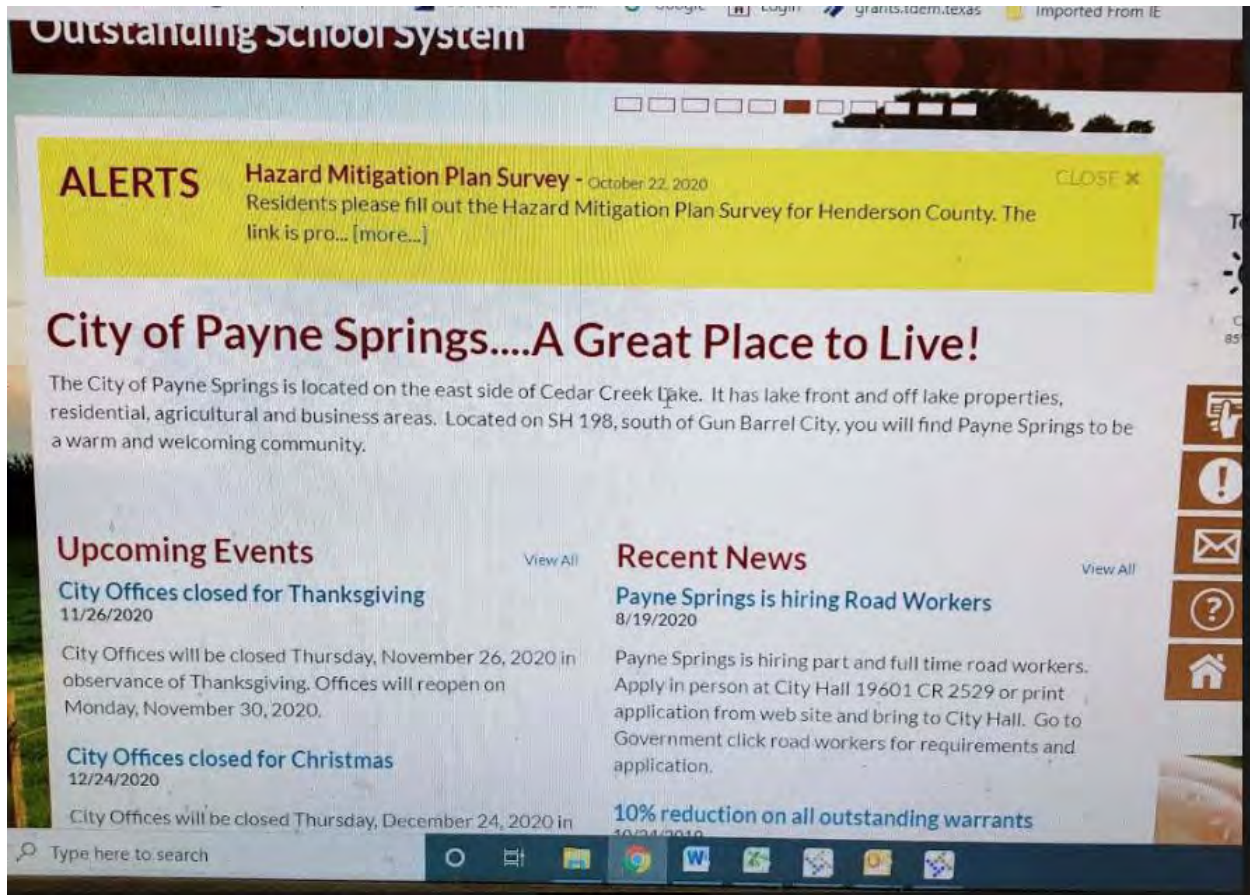 Google
Login
grants.tdem.texas
Imported From IE
Outstanding School System
ALERTS
Hazard Mitigation Plan Survey - October 22, 2020
CLOSE ✖
Residents please fill out the Hazard Mitigation Plan Survey for Henderson County. The
link is pro... [more...]
85°
City of Payne Springs....A Great Place to Live!
The City of Payne Springs is located on the east side of Cedar Creek Lake. It has lake front and off lake properties,
residential, agricultural and business areas. Located on SH 198, south of Gun Barrel City, you will find Payne Springs to be
a warm and welcoming community.
Upcoming Events
View All
City Offices closed for Thanksgiving
11/26/2020
City Offices will be closed Thursday, November 26, 2020 in
observance of Thanksgiving. Offices will reopen on
Monday, November 30, 2020.
City Offices closed for Christmas
12/24/2020
City Offices will be closed Thursday, December 24, 2020 in
Recent News
View All
Payne Springs is hiring Road Workers
8/19/2020
Payne Springs is hiring part and full time road workers.
Apply in person at City Hall 19601 CR 2529 or print
application from web site and bring to City Hall. Go to
Government click road workers for requirements and
application.
10% reduction on all outstanding warrants
Type here to search